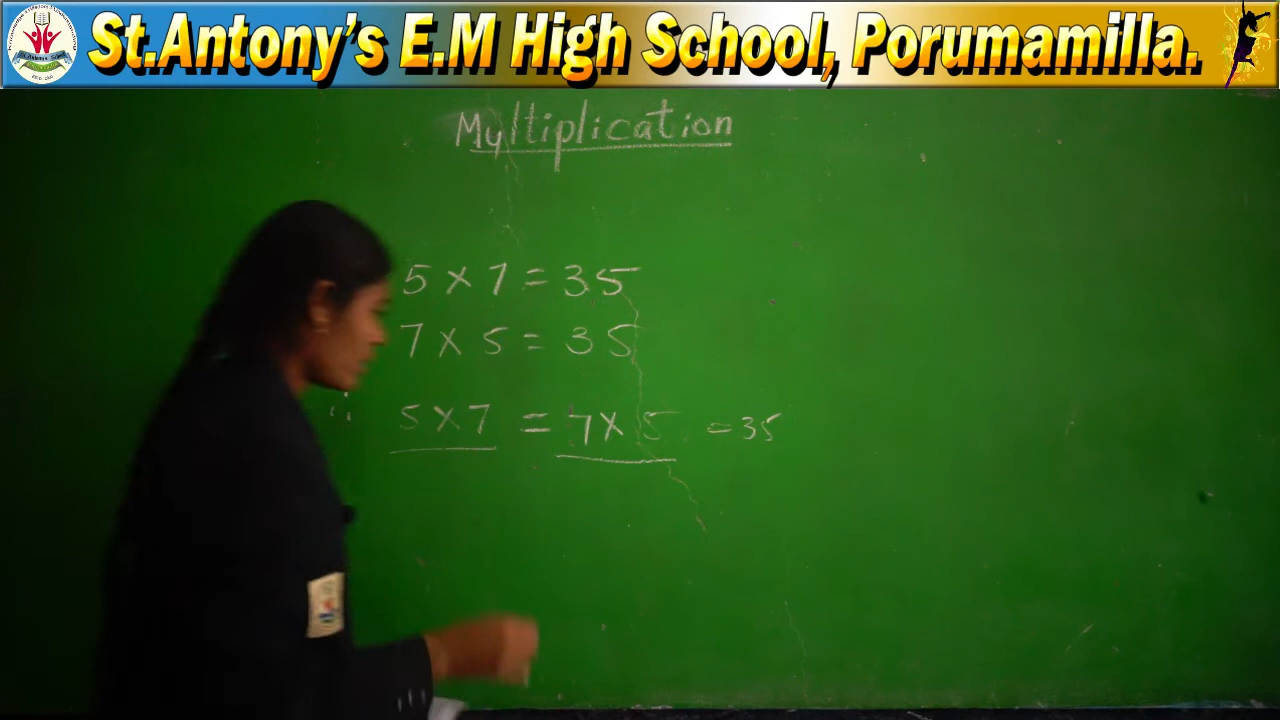 St.Antony's E.M High School, Porumamilla.
Multiplication
5 x 7 = 35
7 x 5 = 35
∴ 5 x 7 = 7 x 5 = 35